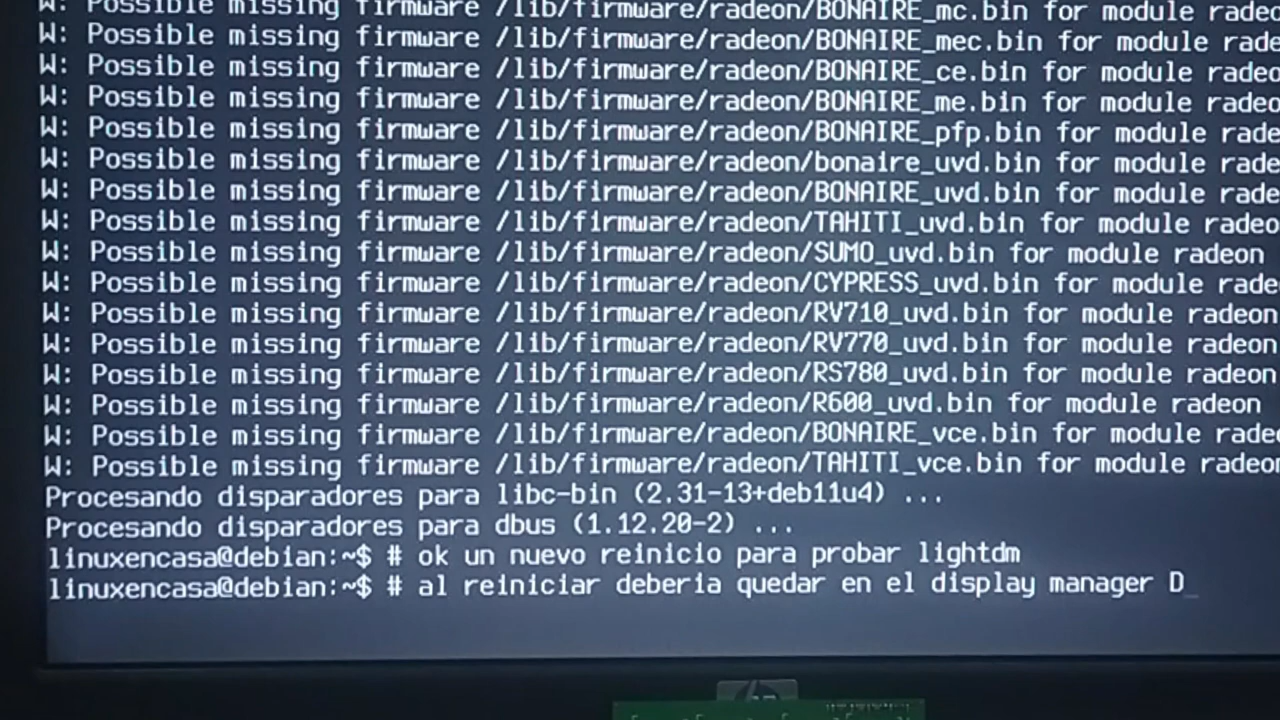 W: Possible missing firmware /lib/firmware/radeon/BONAIRE_mc.bin for module
W: Possible missing firmware /lib/firmware/radeon/BONAIRE_mec.bin for module rade
W: Possible missing firmware /lib/firmware/radeon/BONAIRE_ce.bin for module radeo
W: Possible missing firmware /lib/firmware/radeon/BONAIRE_me.bin for module radeo
W: Possible missing firmware /lib/firmware/radeon/BONAIRE_pfp.bin for module rade
W: Possible missing firmware /lib/firmware/radeon/bonaire_uvd.bin for module rade
W: Possible missing firmware /lib/firmware/radeon/BONAIRE_uvd.bin for module rade
W: Possible missing firmware /lib/firmware/radeon/TAHITI_uvd.bin for module radeo
W: Possible missing firmware /lib/firmware/radeon/SUMO_uvd.bin for module radeon
W: Possible missing firmware /lib/firmware/radeon/CYPRESS_uvd.bin for module rade
W: Possible missing firmware /lib/firmware/radeon/RV710_uvd.bin for module radeon
W: Possible missing firmware /lib/firmware/radeon/RV770_uvd.bin for module radeon
W: Possible missing firmware /lib/firmware/radeon/RS780_uvd.bin for module radeon
W: Possible missing firmware /lib/firmware/radeon/R600_uvd.bin for module radeon
W: Possible missing firmware /lib/firmware/radeon/BONAIRE_vce.bin for module rade
W: Possible missing firmware /lib/firmware/radeon/TAHITI_vce.bin for module radeon
Procesando disparadores para libc-bin (2.31-13+deb11u4) ...
Procesando disparadores para dbus (1.12.20-2) ...
linuxencasa@debian:~$ # ok un nuevo reinicio para probar lightdm
linuxencasa@debian:~$ # al reiniciar deberia quedar en el display manager D_